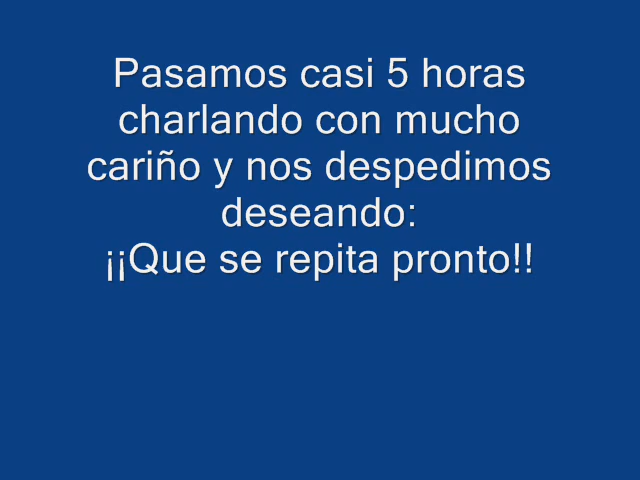 Pasamos casi 5 horas
charlando con mucho
cariño y nos despedimos
deseando:
¡¡Que se repita pronto!!